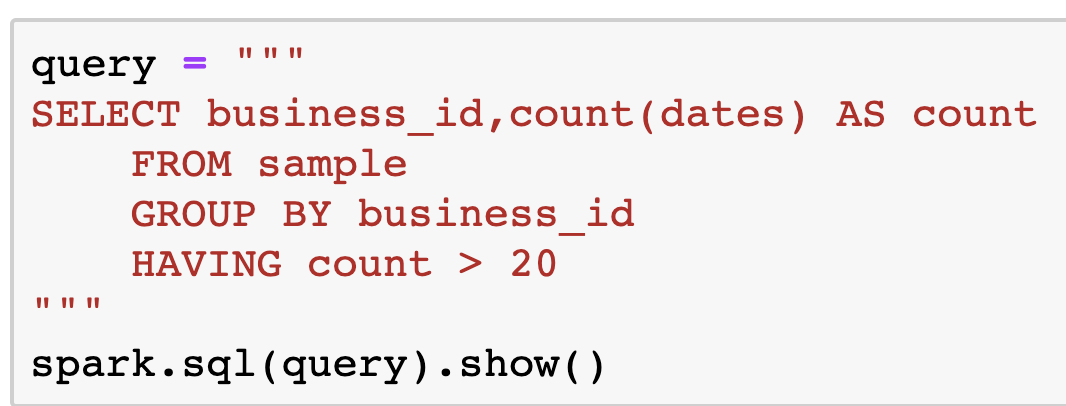 query = """
SELECT business_id,count(dates) AS count
    FROM sample
    GROUP BY business_id
    HAVING count > 20
"""
spark.sql(query).show()